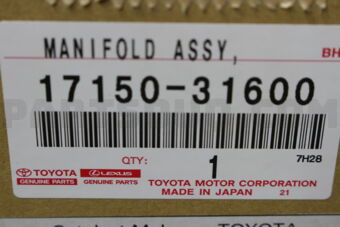 MANIFOLD ASSY,
BH
17150-31600
QTY: 1 7H28
TOYOTA LEXUS
GENUINE PARTS GENUINE PARTS
TOYOTA MOTOR CORPORATION
MADE IN JAPAN 21
TOYOTA